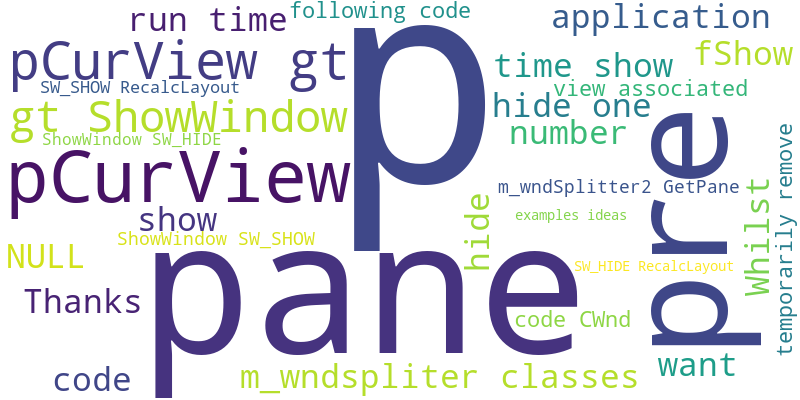 run time
following code
application
pCurView gt
p
time show
fShow
SW_SHOW RecalcLayout
view associated
gt ShowWindow
hide one
number
ShowWindow SW_HIDE
pre
pCurView
m_wndSplitter2 GetPane
Whilst
temporarily remove
show
hide
examples ideas
ShowWindow SW_SHOW
NULL
pane
SW_HIDE RecalcLayout
Thanks
code CWnd
want
code
m_wndspliter classes